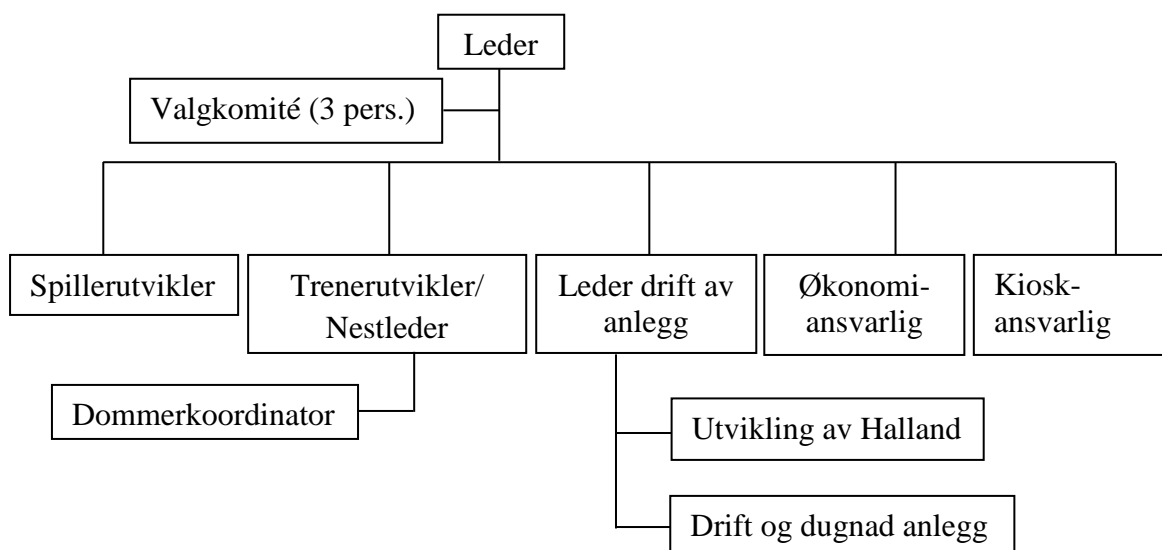 Leder
Valgkomité (3 pers.)
Spillerutvikler
Trenerutvikler/
Nestleder
Leder drift av
anlegg
Økonomi-
ansvarlig
Kiosk-
ansvarlig
Dommerkoordinator
Utvikling av Halland
Drift og dugnad anlegg